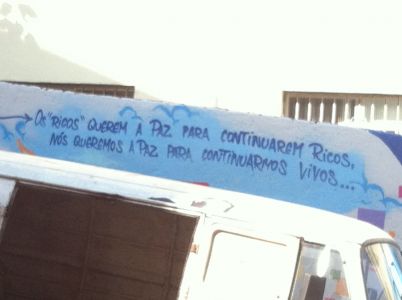 Os "Ricos" querem a Paz para continuarem Ricos,
nós queremos a Paz para continuarmos vivos...